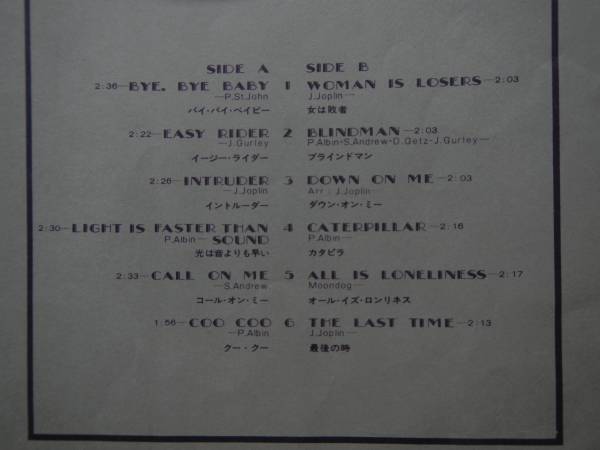 SIDE A
SIDE B
2:36—BYE, BYE BABY 1 WOMAN IS LOSERS—2:03
—P.St.John
J.Joplin—
バイ・バイ・ベイビー
女は敗者
2:22—EASY RIDER 2 BLINDMAN—2:03
—J.Gurley
P.Albin-S.Andrew-D.Getz-J.Gurley—
イージー・ライダー
ブラインドマン
2:26—INTRUDER 3 DOWN ON ME—2:03
—J.Joplin
Arr : J.Joplin—
イントルーダー
ダウン・オン・ミー
2:30—LIGHT IS FASTER THAN 4 CATERPILLAR—2:16
P.Albin— SOUND
P.Albin—
光は音よりも早い
カタピラ
2:33—CALL ON ME 5 ALL IS LONELINESS—2:17
—S.Andrew
Moondog—
コール・オン・ミー
オール・イズ・ロンリネス
1:56—COO COO 6 THE LAST TIME—2:13
—P.Albin
J.Joplin—
クー・クー
最後の時